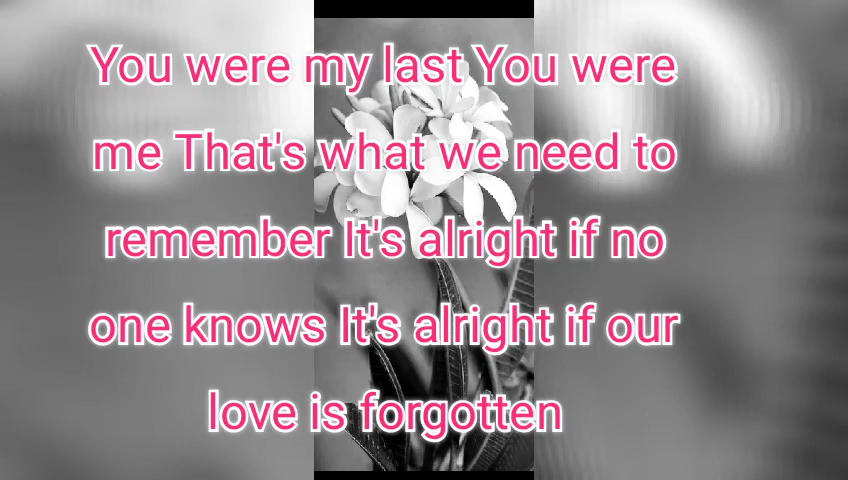 You were my last You were
me That's what we need to
remember It's alright if no
one knows It's alright if our
love is forgotten